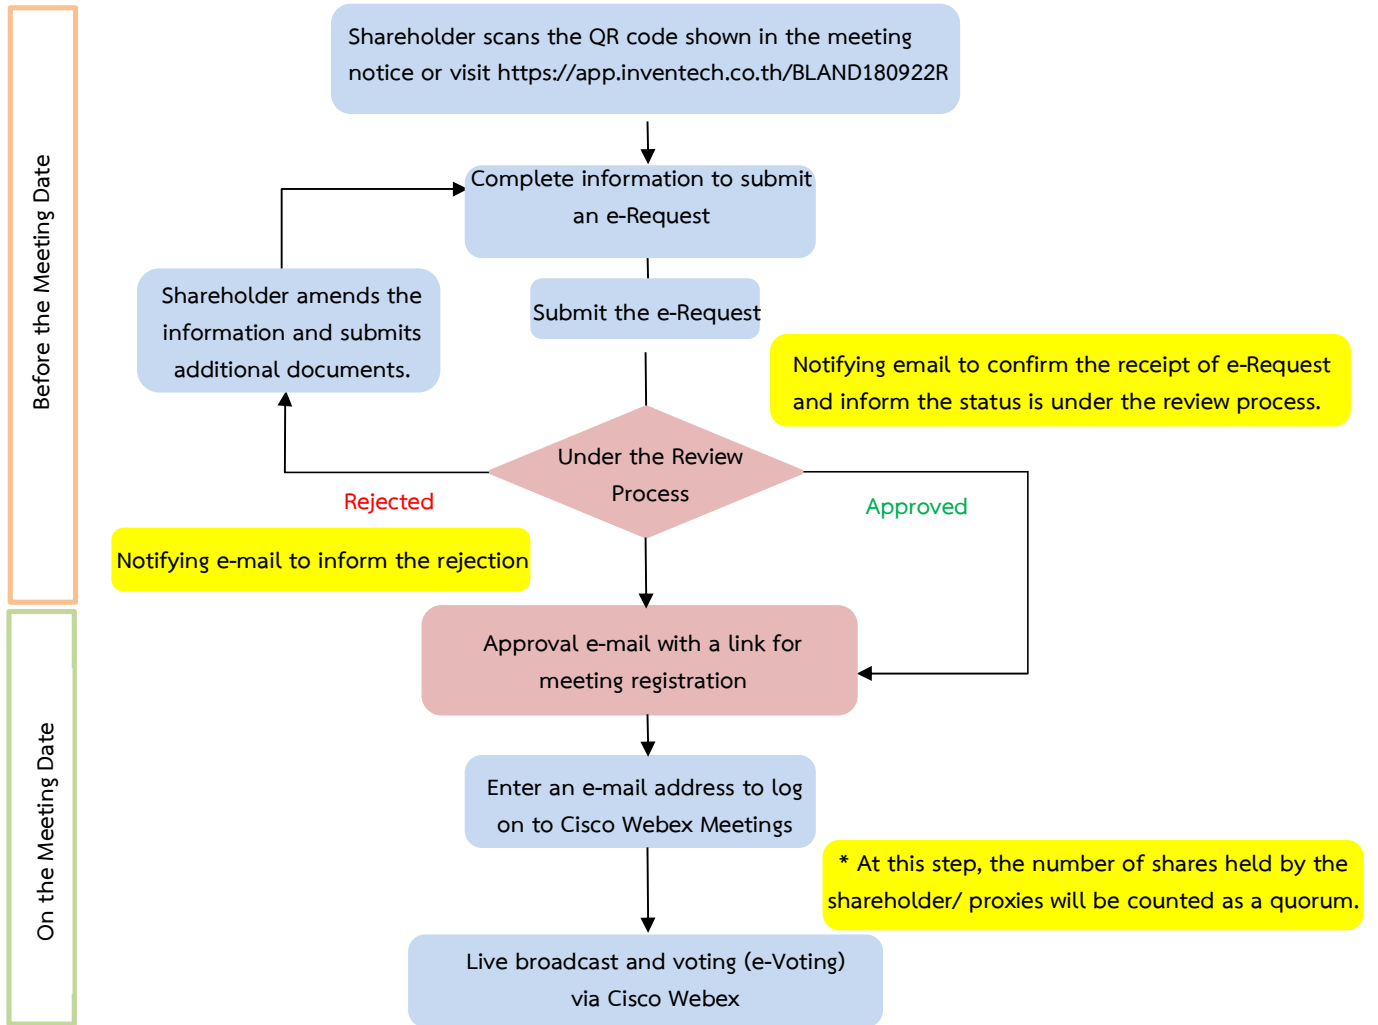 Before the Meeting Date
Shareholder scans the QR code shown in the meeting
notice or visit https://app.inventech.co.th/BLAND180922R
Complete information to submit
an e-Request
Shareholder amends the
information and submits
additional documents.
Submit the e-Request
Notifying email to confirm the receipt of e-Request
and inform the status is under the review process.
Under the Review
Process
Rejected
Approved
Notifying e-mail to inform the rejection
On the Meeting Date
Approval e-mail with a link for
meeting registration
Enter an e-mail address to log
on to Cisco Webex Meetings
* At this step, the number of shares held by the
shareholder/ proxies will be counted as a quorum.
Live broadcast and voting (e-Voting)
via Cisco Webex